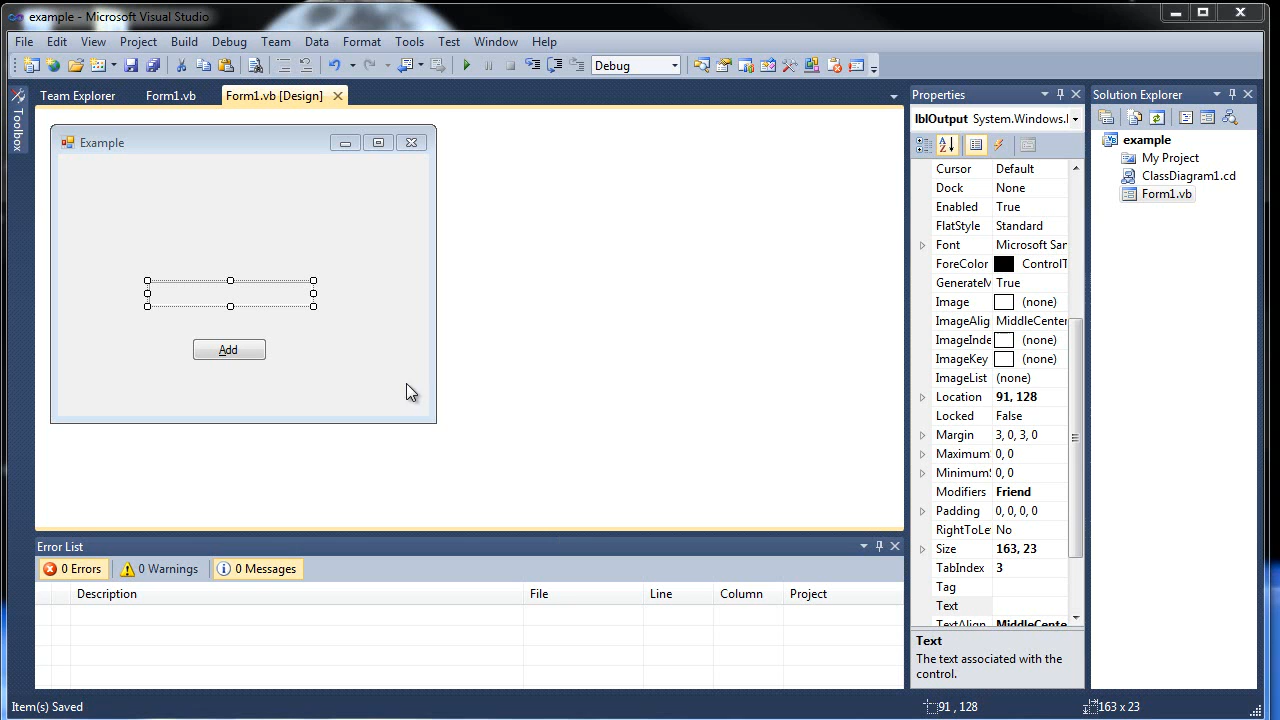 example - Microsoft Visual Studio
File Edit View Project Build Debug Team Data Format Tools Test Window Help
Debug
Team Explorer Form1.vb Form1.vb [Design]
Toolbox
Example
Add
Properties
lblOutput System.Windows.
Cursor Default
Dock None
Enabled True
FlatStyle Standard
Font Microsoft San
ForeColor ControlT
GenerateM True
Image (none)
ImageAlig MiddleCenter
ImageInde (none)
ImageKey (none)
ImageList (none)
Location 91, 128
Locked False
Margin 3, 0, 3, 0
Maximum 0, 0
MinimumS 0, 0
Modifiers Friend
Padding 0, 0, 0, 0
RightToLe No
Size 163, 23
TabIndex 3
Tag
Text
TextAlign MiddleCente
Text
The text associated with the
control.
Solution Explorer
example
My Project
ClassDiagram1.cd
Form1.vb
Error List
0 Errors 0 Warnings 0 Messages
Description File Line Column Project
Item(s) Saved 91 , 128 163 x 23